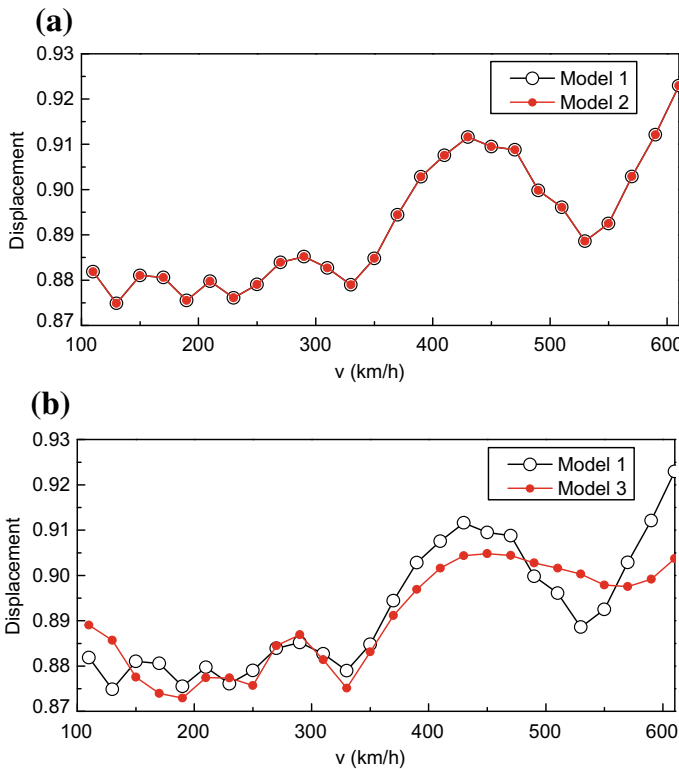 (a)
0.93
0.92
0.91
0.90
0.89
0.88
0.87
Displacement
Model 1
Model 2
100 200 300 400 500 600
v (km/h)
(b)
0.93
0.92
0.91
0.90
0.89
0.88
0.87
Displacement
Model 1
Model 3
100 200 300 400 500 600
v (km/h)